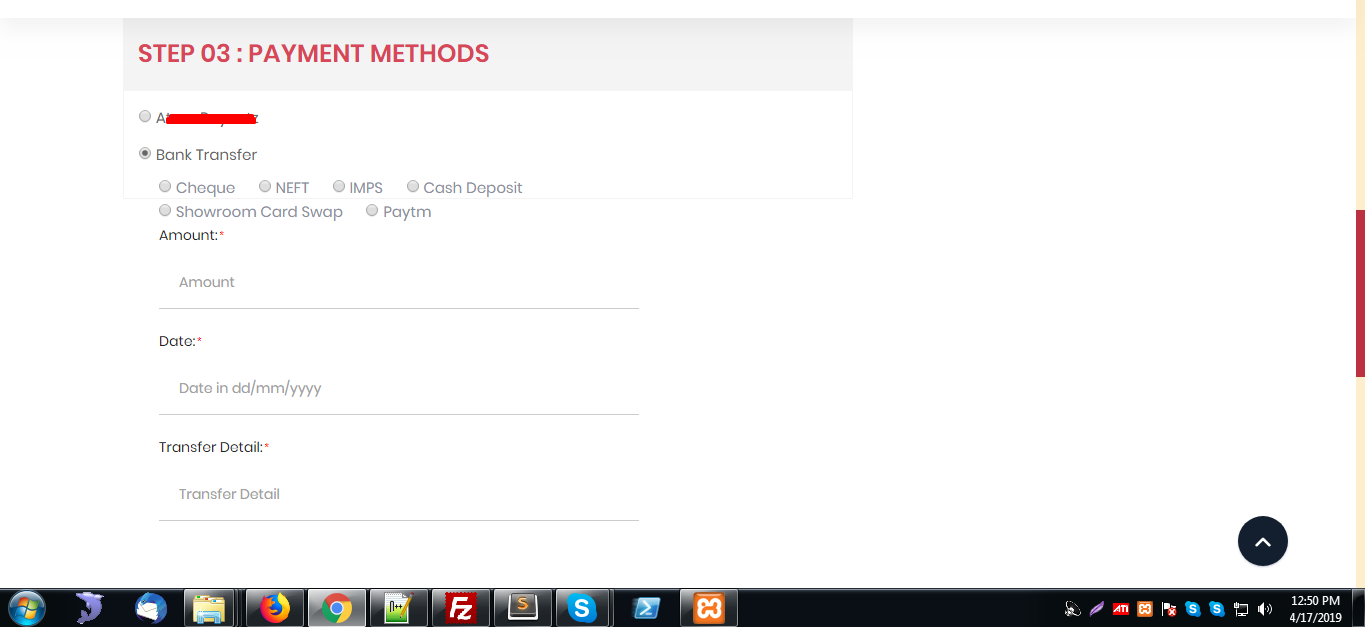 STEP 03 : PAYMENT METHODS
Bank Transfer
Cheque NEFT IMPS Cash Deposit
Showroom Card Swap Paytm
Amount:*
Amount
Date:*
Date in dd/mm/yyyy
Transfer Detail:*
Transfer Detail
12:50 PM
4/17/2019